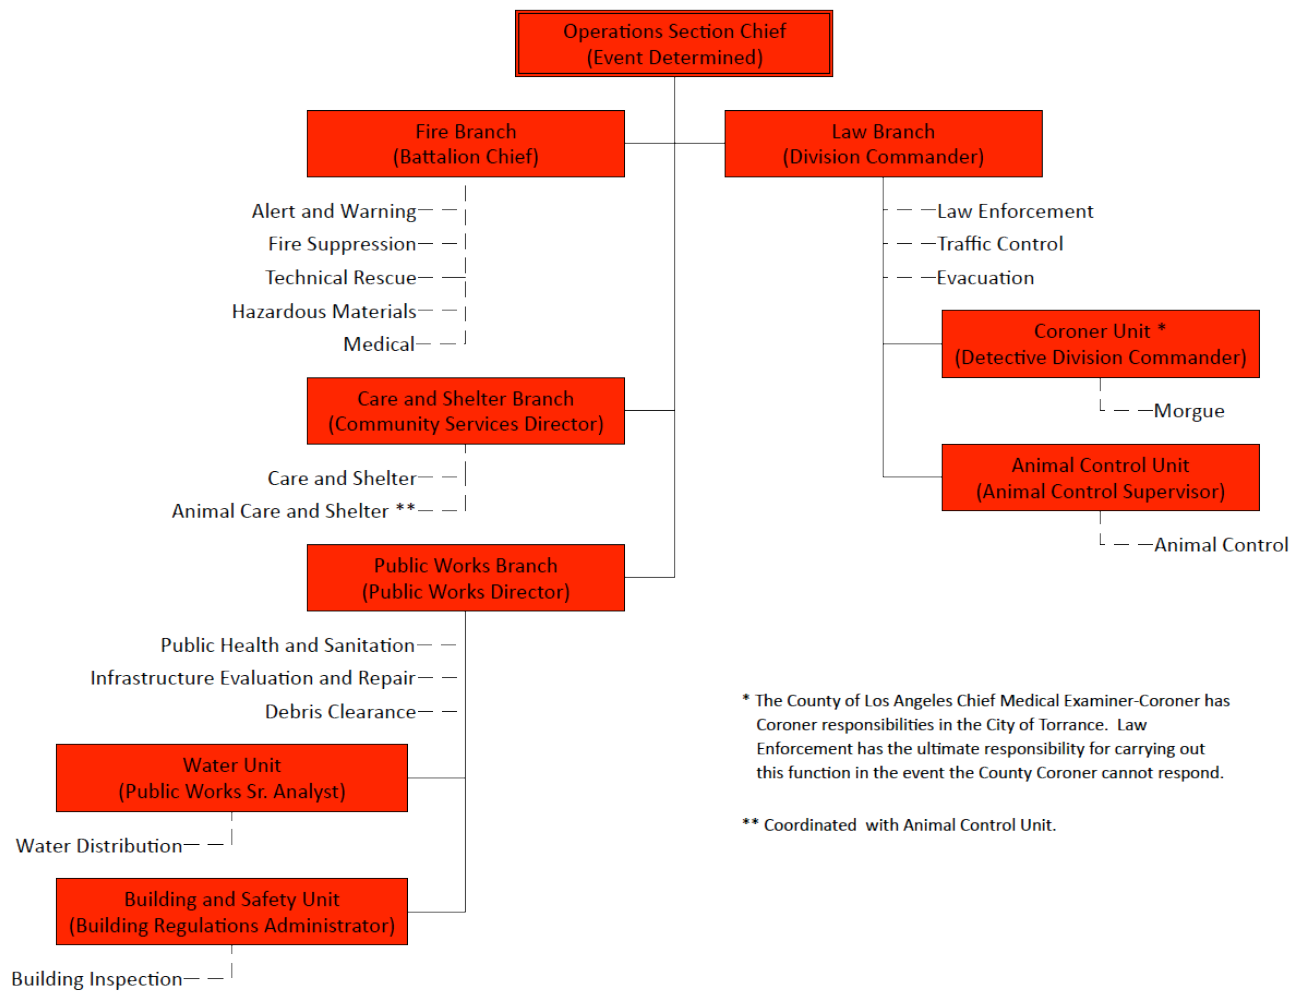 Operations Section Chief
(Event Determined)
Fire Branch
(Battalion Chief)
Law Branch
(Division Commander)
Alert and Warning
Fire Suppression
Technical Rescue
Hazardous Materials
Medical
Law Enforcement
Traffic Control
Evacuation
Coroner Unit *
(Detective Division Commander)
Morgue
Animal Control Unit
(Animal Control Supervisor)
Animal Control
Care and Shelter Branch
(Community Services Director)
Care and Shelter
Animal Care and Shelter **
Public Works Branch
(Public Works Director)
Public Health and Sanitation
Infrastructure Evaluation and Repair
Debris Clearance
Water Unit
(Public Works Sr. Analyst)
Water Distribution
Building and Safety Unit
(Building Regulations Administrator)
Building Inspection
* The County of Los Angeles Chief Medical Examiner-Coroner has
Coroner responsibilities in the City of Torrance. Law
Enforcement has the ultimate responsibility for carrying out
this function in the event the County Coroner cannot respond.
** Coordinated with Animal Control Unit.